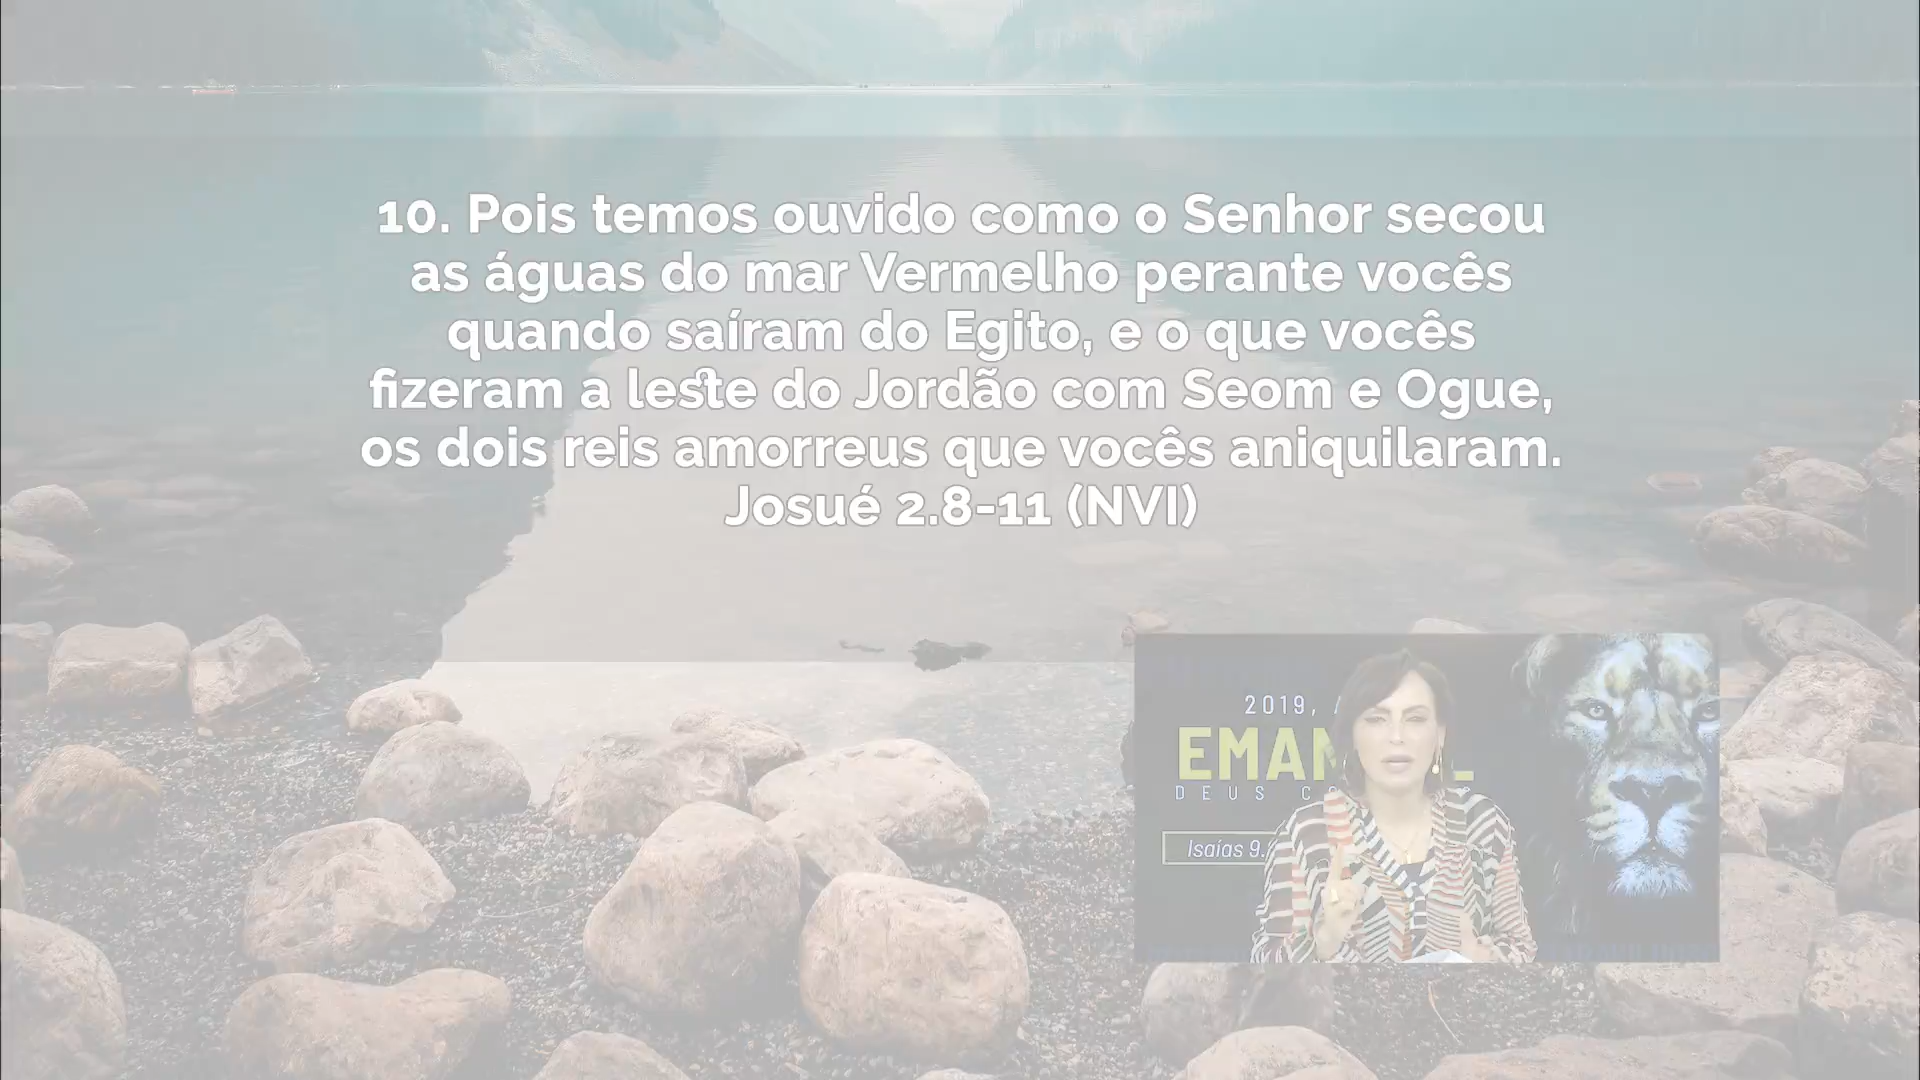 10. Pois temos ouvido como o Senhor secou
as águas do mar Vermelho perante vocês
quando saíram do Egito, e o que vocês
fizeram a leste do Jordão com Seom e Ogue,
os dois reis amorreus que vocês aniquilaram.
Josué 2.8-11 (NVI)
2019,
DEUS
Isaías 9.